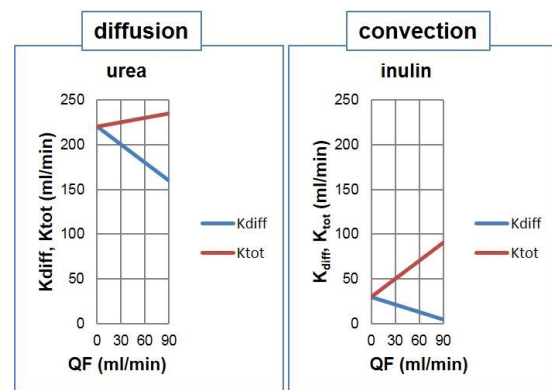 diffusion
urea
250
200
150
100
50
0
Kdiff, Ktot (ml/min)
0 30 60 90
QF (ml/min)
Kdiff
Ktot
convection
inulin
250
200
150
100
50
0
Kdiff, Ktot (ml/min)
0 30 60 90
QF (ml/min)
Kdiff
Ktot